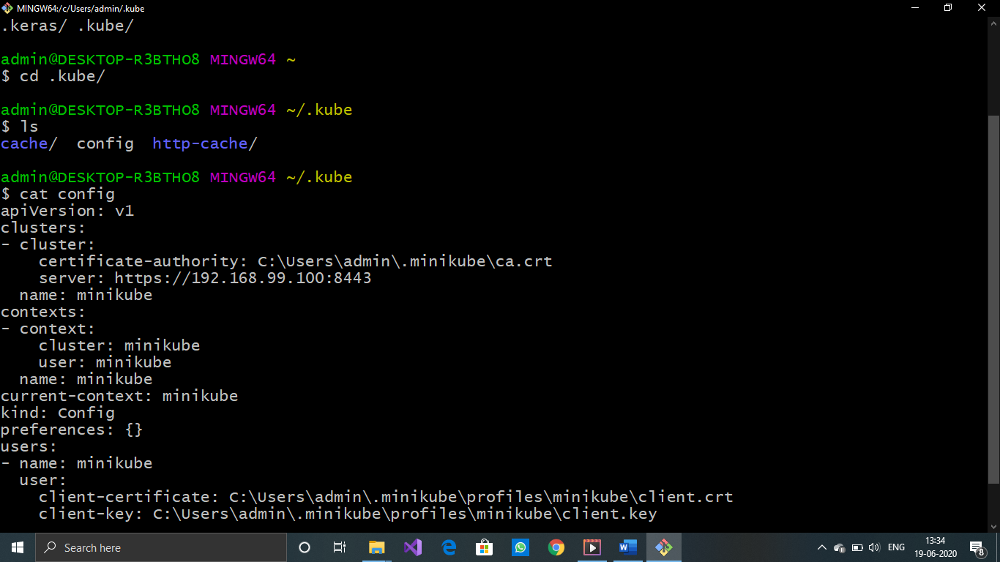 MINGW64:/c/Users/admin/.kube
.keras/ .kube/
admin@DESKTOP-R3BTHO8 MINGW64 ~
$ cd .kube/
admin@DESKTOP-R3BTHO8 MINGW64 ~/.kube
$ ls
cache/  config  http-cache/
admin@DESKTOP-R3BTHO8 MINGW64 ~/.kube
$ cat config
apiVersion: v1
clusters:
- cluster:
    certificate-authority: C:\Users\admin\.minikube\ca.crt
    server: https://192.168.99.100:8443
  name: minikube
contexts:
- context:
    cluster: minikube
    user: minikube
  name: minikube
current-context: minikube
kind: Config
preferences: {}
users:
- name: minikube
  user:
    client-certificate: C:\Users\admin\.minikube\profiles\minikube\client.crt
    client-key: C:\Users\admin\.minikube\profiles\minikube\client.key
Search here
ENG
13:34
19-06-2020
8